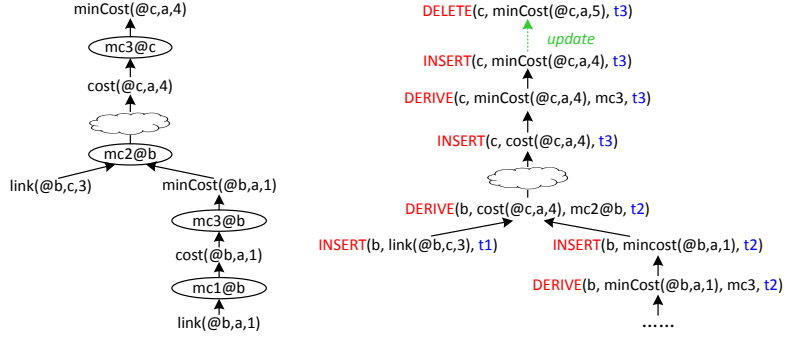 minCost(@c,a,4)
mc3@c
cost(@c,a,4)
mc2@b
link(@b,c,3)
minCost(@b,a,1)
mc3@b
cost(@b,a,1)
mc1@b
link(@b,a,1)
DELETE(c, minCost(@c,a,5), t3)
update
INSERT(c, minCost(@c,a,4), t3)
DERIVE(c, minCost(@c,a,4), mc3, t3)
INSERT(c, cost(@c,a,4), t3)
DERIVE(b, cost(@c,a,4), mc2@b, t2)
INSERT(b, link(@b,c,3), t1)
INSERT(b, mincost(@b,a,1), t2)
DERIVE(b, minCost(@b,a,1), mc3, t2)
......